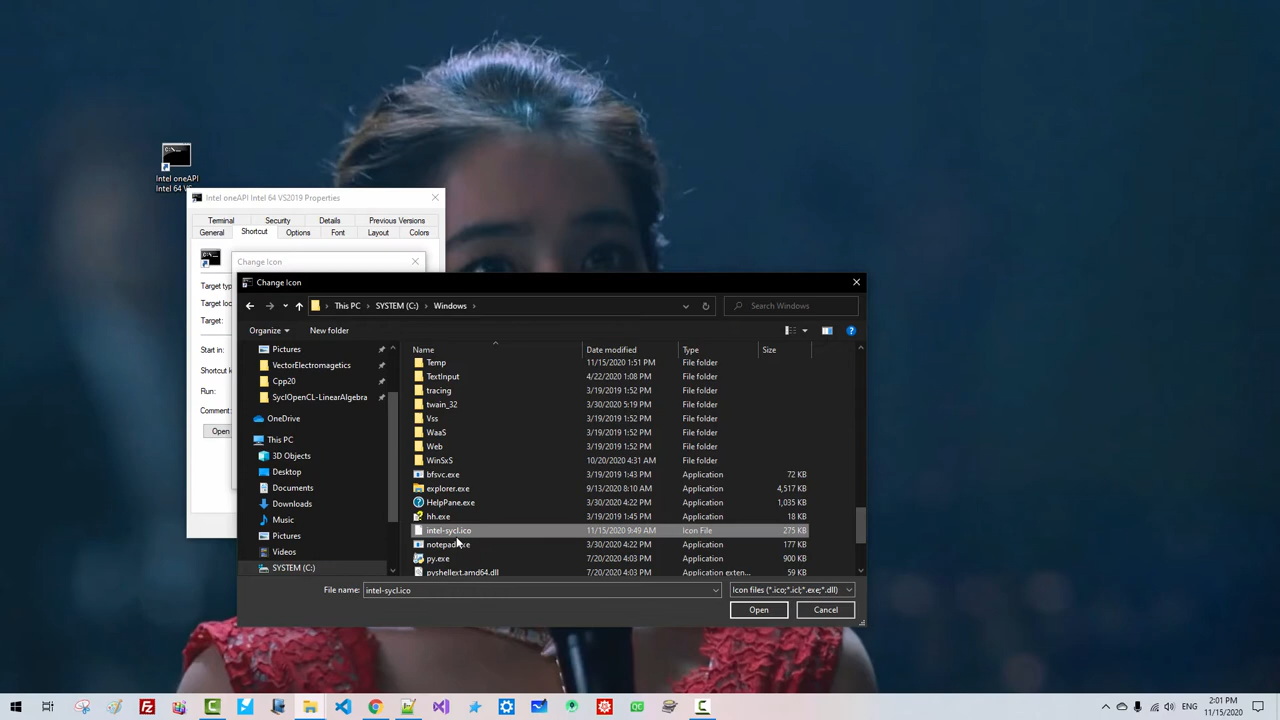 Intel oneAPI
Intel 64 VS...
Intel oneAPI Intel 64 VS2019 Properties
Terminal Security Details Previous Versions
General Shortcut Options Font Layout Colors
Target typ
Target loc
Target:
Start in:
Shortcut k
Run:
Comment:
Open
Change Icon
Change Icon
This PC SYSTEM (C:) Windows
Search Windows
Organize New folder
Pictures
VectorElectromagetics
Cpp20
SyclOpenCL-LinearAlgebra
OneDrive
This PC
3D Objects
Desktop
Documents
Downloads
Music
Pictures
Videos
SYSTEM (C:)
Name Date modified Type Size
Temp 11/15/2020 1:51 PM File folder
TextInput 4/22/2020 1:08 PM File folder
tracing 3/19/2019 1:52 PM File folder
twain_32 3/30/2020 5:19 PM File folder
Vss 3/19/2019 1:52 PM File folder
WaaS 3/19/2019 1:52 PM File folder
Web 3/19/2019 1:52 PM File folder
WinSxS 10/20/2020 4:31 AM File folder
bfsvc.exe 3/19/2019 1:43 PM Application 72 KB
explorer.exe 9/13/2020 8:10 AM Application 4,517 KB
HelpPane.exe 3/30/2020 4:22 PM Application 1,035 KB
hh.exe 3/19/2019 1:45 PM Application 18 KB
intel-sycl.ico 11/15/2020 9:49 AM Icon File 275 KB
notepad.exe 3/30/2020 4:22 PM Application 177 KB
py.exe 7/20/2020 4:03 PM Application 900 KB
pyshellext.amd64.dll 7/20/2020 4:03 PM Application exten... 59 KB
File name: intel-sycl.ico Icon files (*.ico;*.icl;*.exe;*.dll)
Open Cancel
ENG 2:01 PM
11/15/2020